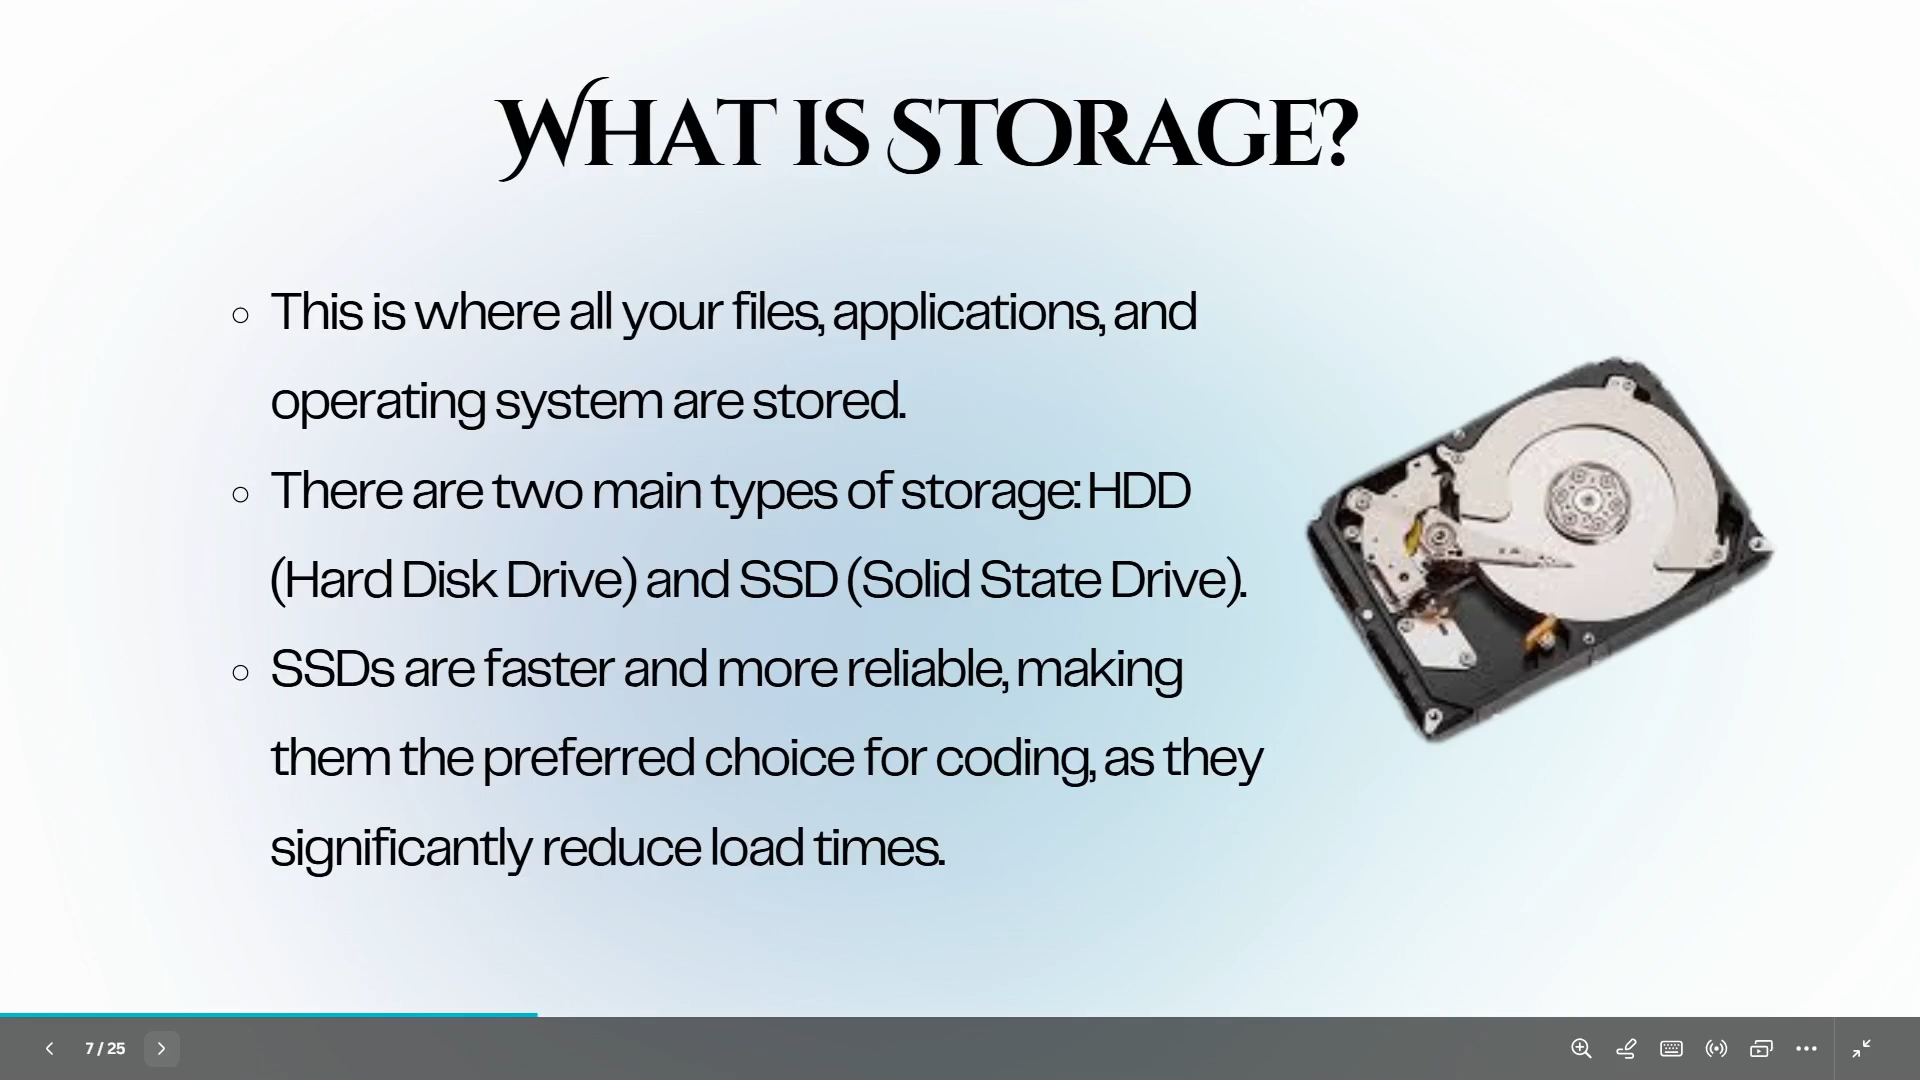 What is Storage?
This is where all your files, applications, and
operating system are stored.
There are two main types of storage: HDD
(Hard Disk Drive) and SSD (Solid State Drive).
SSDs are faster and more reliable, making
them the preferred choice for coding, as they
significantly reduce load times.
7 / 25